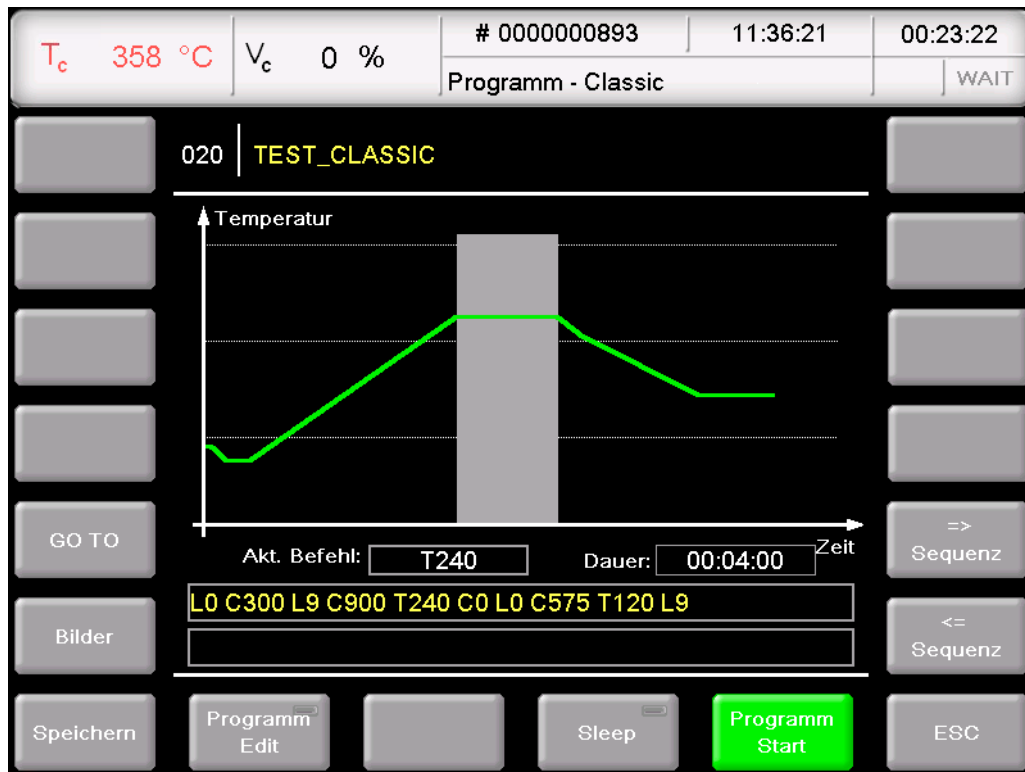 Tc 358 °C Vc 0 % # 0000000893 11:36:21 00:23:22
Programm - Classic WAIT
020 TEST_CLASSIC
Temperatur
Zeit
Akt. Befehl: T240 Dauer: 00:04:00
L0 C300 L9 C900 T240 C0 L0 C575 T120 L9
GO TO
Bilder
=>
Sequenz
<=
Sequenz
Speichern
Programm
Edit
Sleep
Programm
Start
ESC